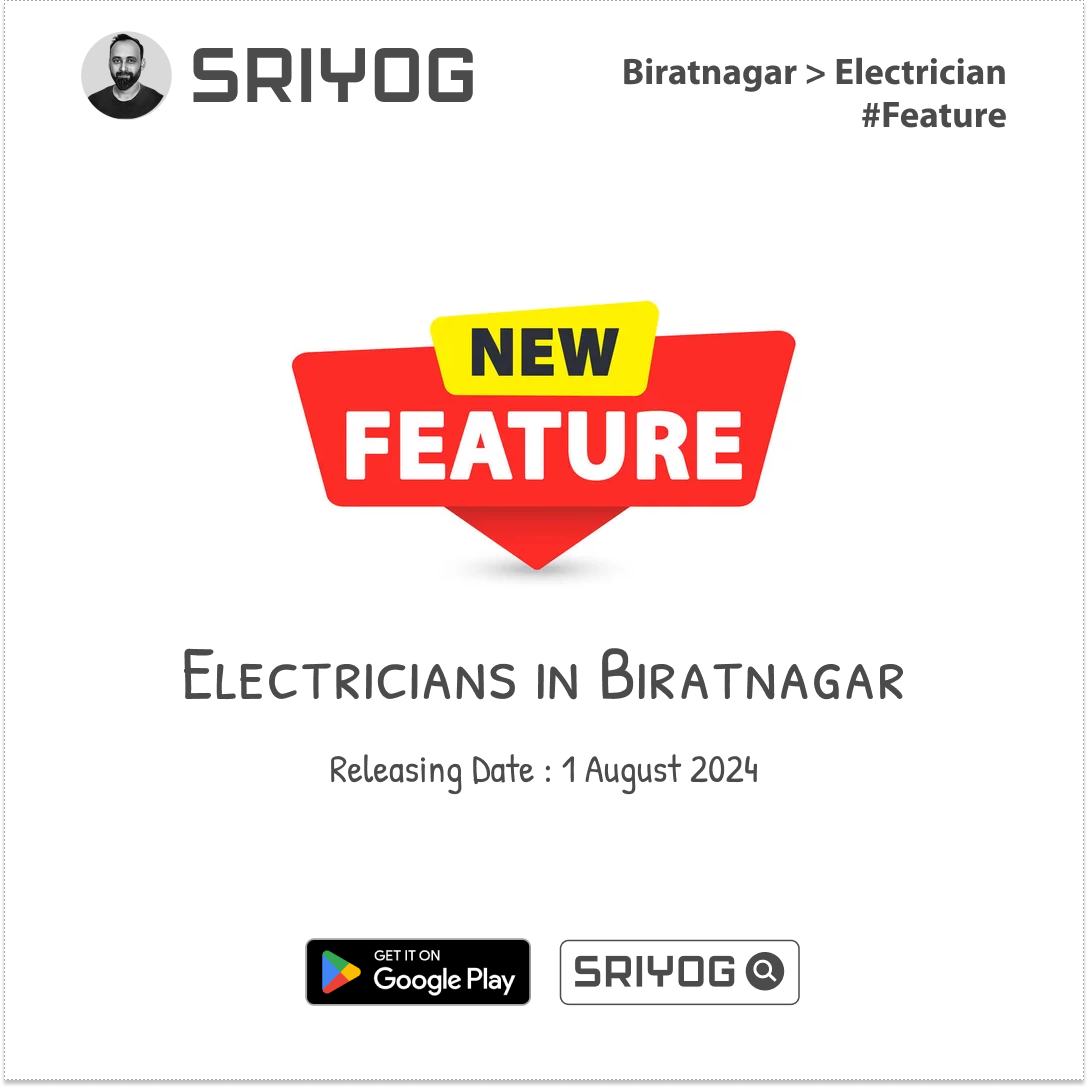 SRIYOG
Biratnagar > Electrician
#Feature
NEW
FEATURE
Electricians in Biratnagar
Releasing Date : 1 August 2024
GET IT ON
Google Play
SRIYOG